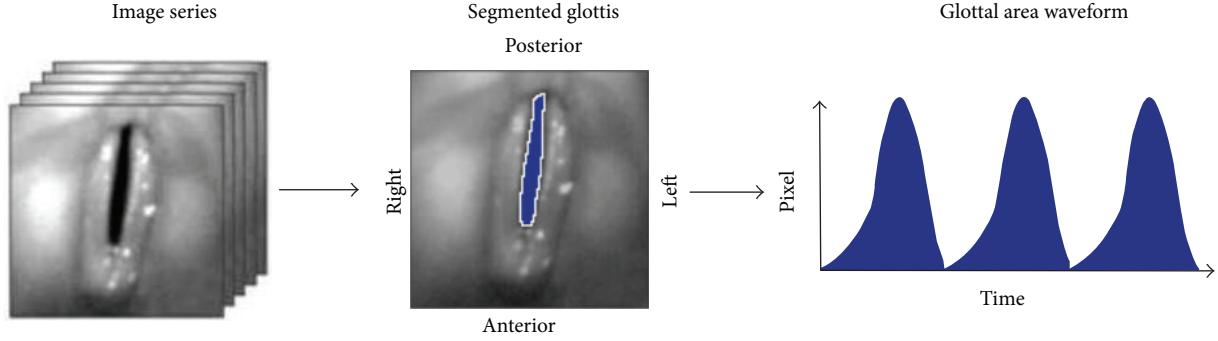 Image series
Segmented glottis
Glottal area waveform
Posterior
Right
Left
Anterior
Pixel
Time